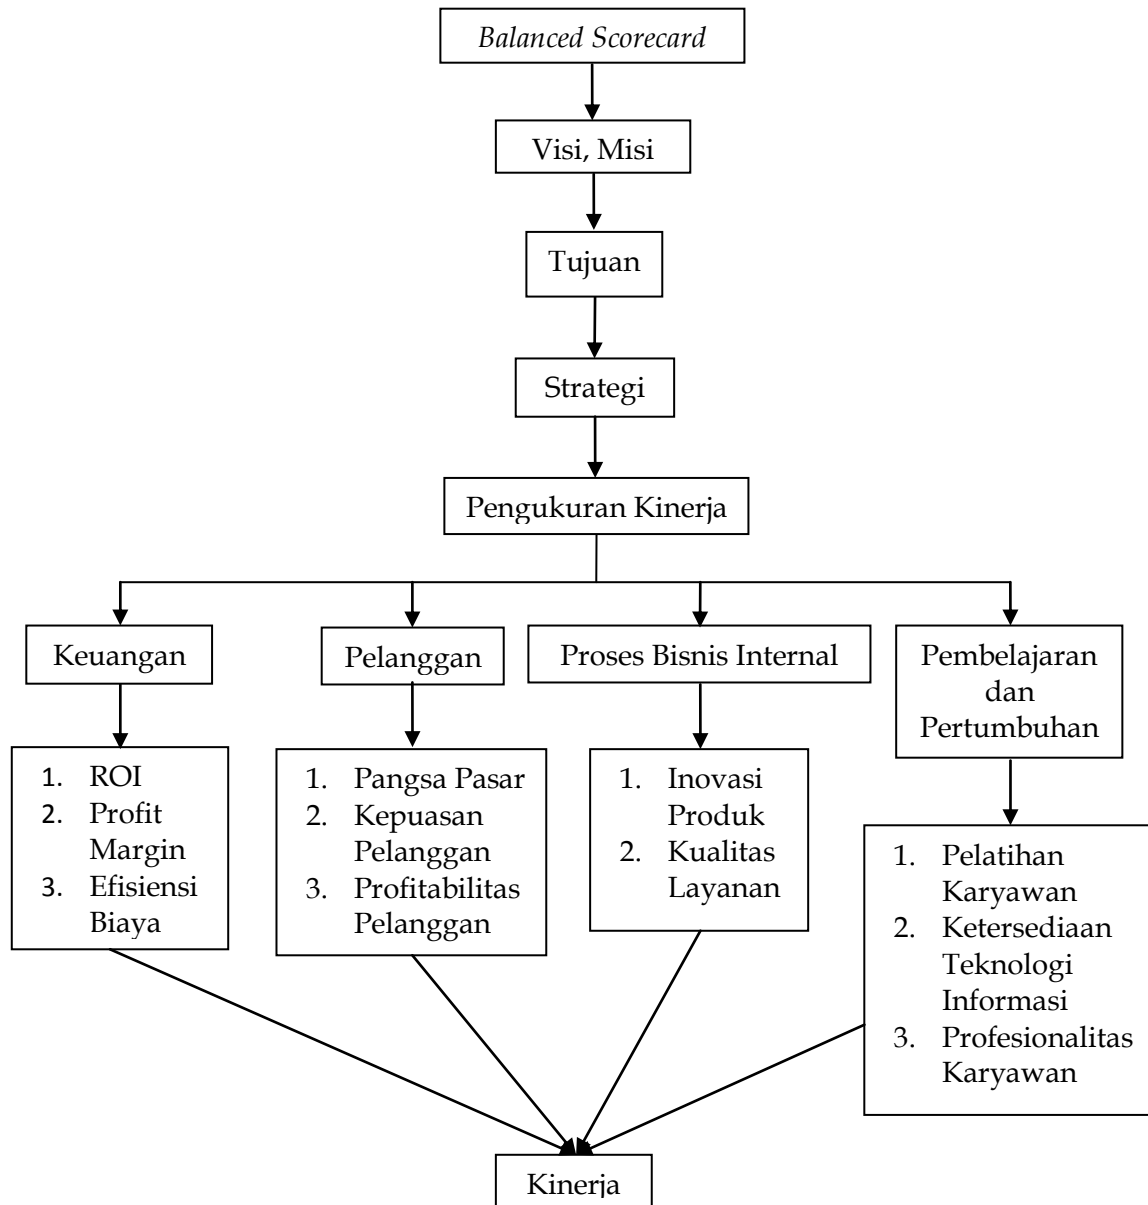 Balanced Scorecard
Visi, Misi
Tujuan
Strategi
Pengukuran Kinerja
Keuangan
Pelanggan
Proses Bisnis Internal
Pembelajaran
dan
Pertumbuhan
1. ROI
2. Profit
Margin
3. Efisiensi
Biaya
1. Pangsa Pasar
2. Kepuasan
Pelanggan
3. Profitabilitas
Pelanggan
1. Inovasi
Produk
2. Kualitas
Layanan
1. Pelatihan
Karyawan
2. Ketersediaan
Teknologi
Informasi
3. Profesionalitas
Karyawan
Kinerja